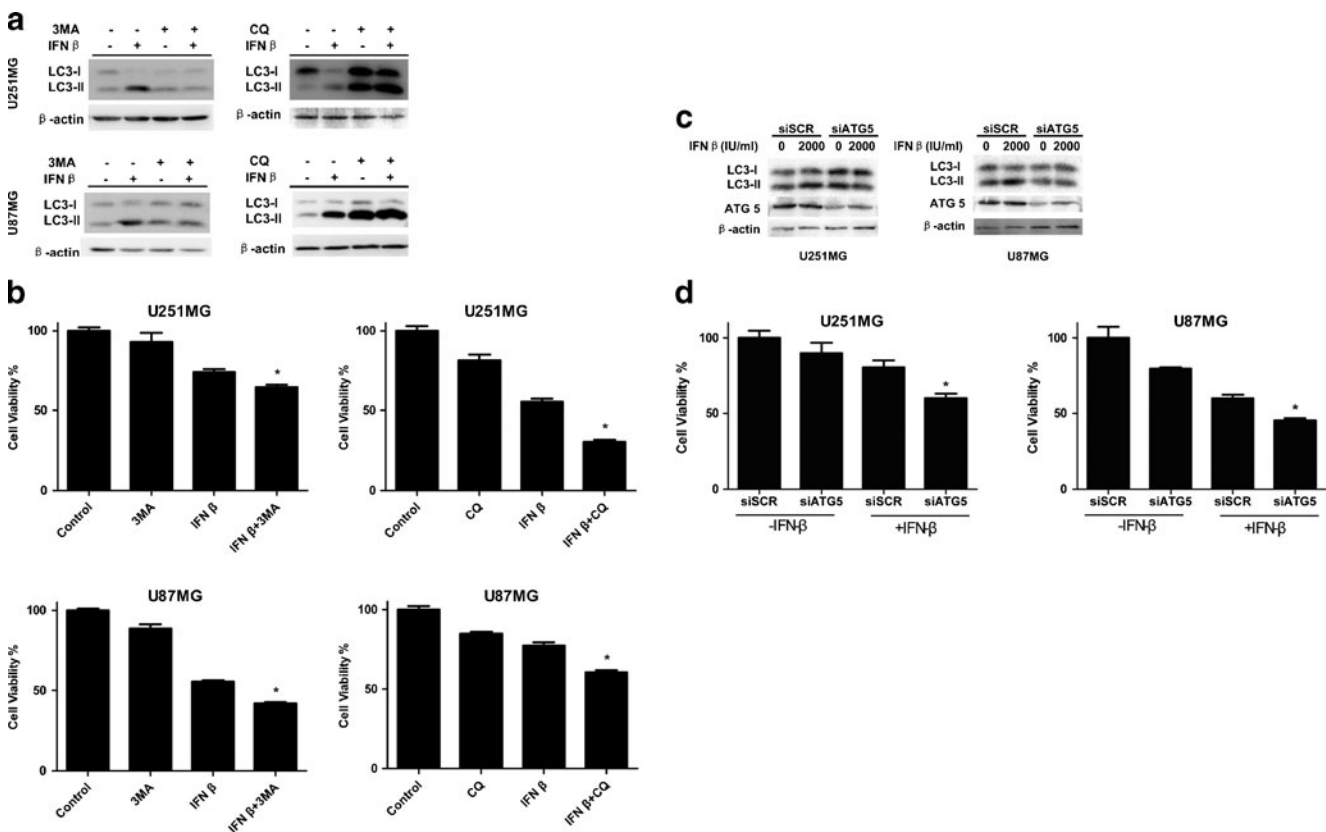 a
3MA - - + +
IFN β - + - +
U251MG
LC3-I
LC3-II
β -actin
CQ - - + +
IFN β - + - +
LC3-I
LC3-II
β -actin
3MA - - + +
IFN β - + - +
U87MG
LC3-I
LC3-II
β -actin
CQ - - + +
IFN β - + - +
LC3-I
LC3-II
β -actin
b
U251MG
Cell Viability %
100
50
0
*
Control
3MA
IFN β
IFN β+3MA
U251MG
Cell Viability %
100
50
0
*
Control
CQ
IFN β
IFN β+CQ
U87MG
Cell Viability %
100
50
0
*
Control
3MA
IFN β
IFN β+3MA
U87MG
Cell Viability %
100
50
0
*
Control
CQ
IFN β
IFN β+CQ
c
siSCR siATG5
IFN β (IU/ml) 0 2000 0 2000
LC3-I
LC3-II
ATG 5
β -actin
U251MG
siSCR siATG5
IFN β (IU/ml) 0 2000 0 2000
LC3-I
LC3-II
ATG 5
β -actin
U87MG
d
U251MG
Cell Viability %
100
50
0
*
siSCR siATG5 siSCR siATG5
-IFN-β +IFN-β
U87MG
Cell Viability %
100
50
0
*
siSCR siATG5 siSCR siATG5
-IFN-β +IFN-β